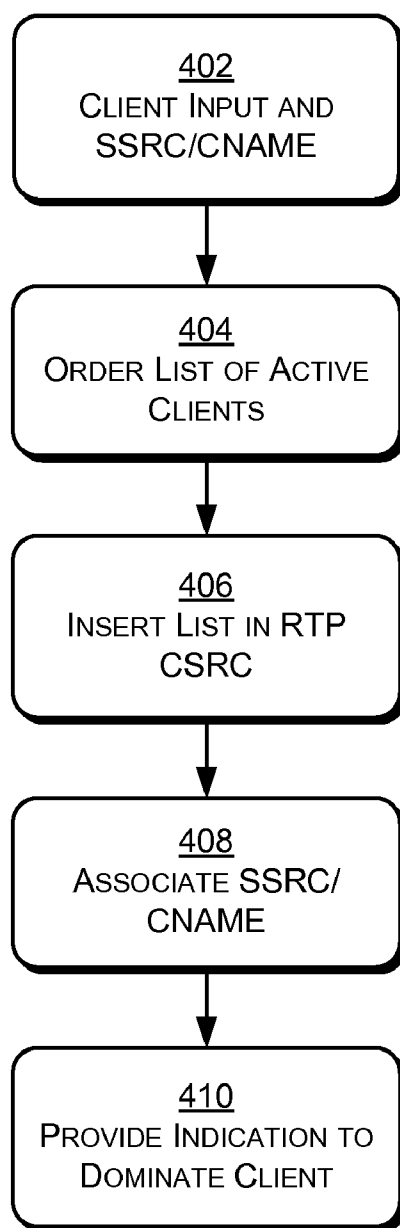 402
CLIENT INPUT AND
SSRC/CNAME
404
ORDER LIST OF ACTIVE
CLIENTS
406
INSERT LIST IN RTP
CSRC
408
ASSOCIATE SSRC/
CNAME
410
PROVIDE INDICATION TO
DOMINATE CLIENT